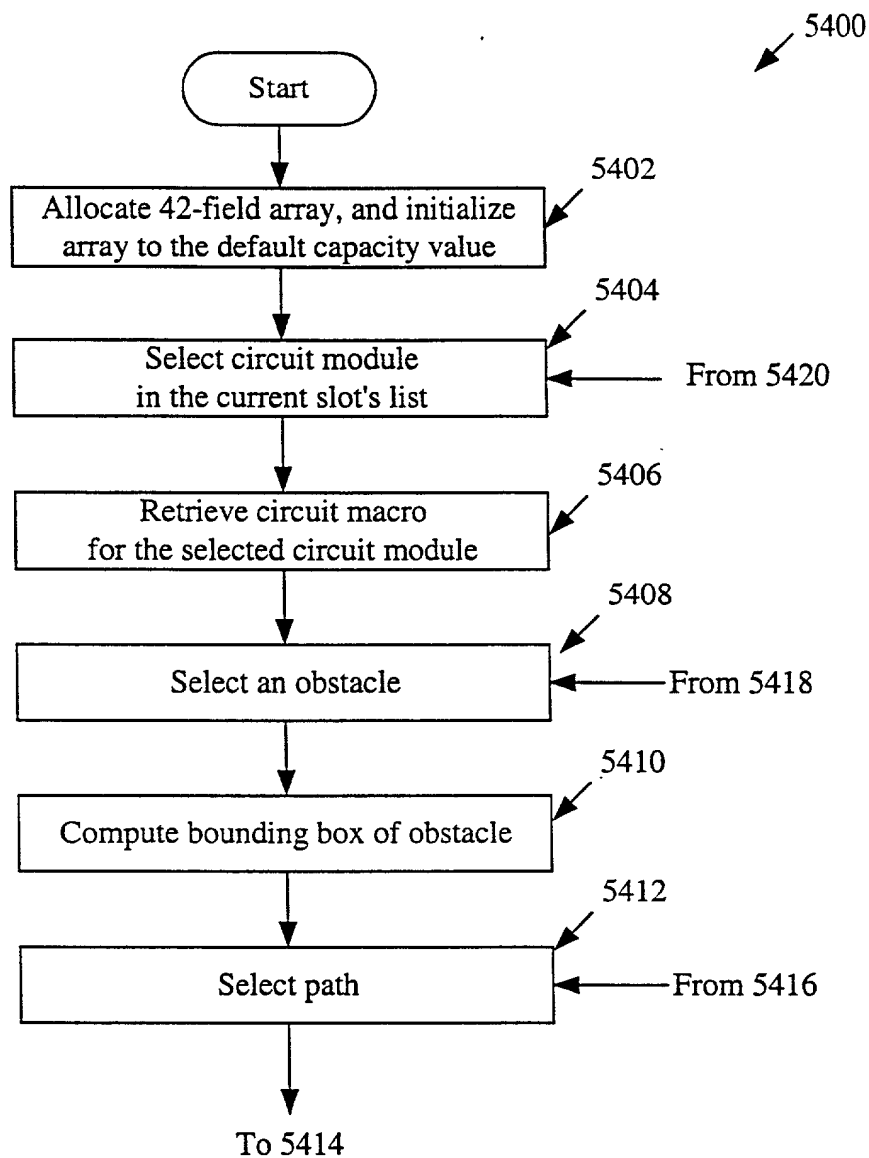 5400
Start
5402
Allocate 42-field array, and initialize
array to the default capacity value
5404
Select circuit module
in the current slot's list
From 5420
5406
Retrieve circuit macro
for the selected circuit module
5408
Select an obstacle
From 5418
5410
Compute bounding box of obstacle
5412
Select path
From 5416
To 5414